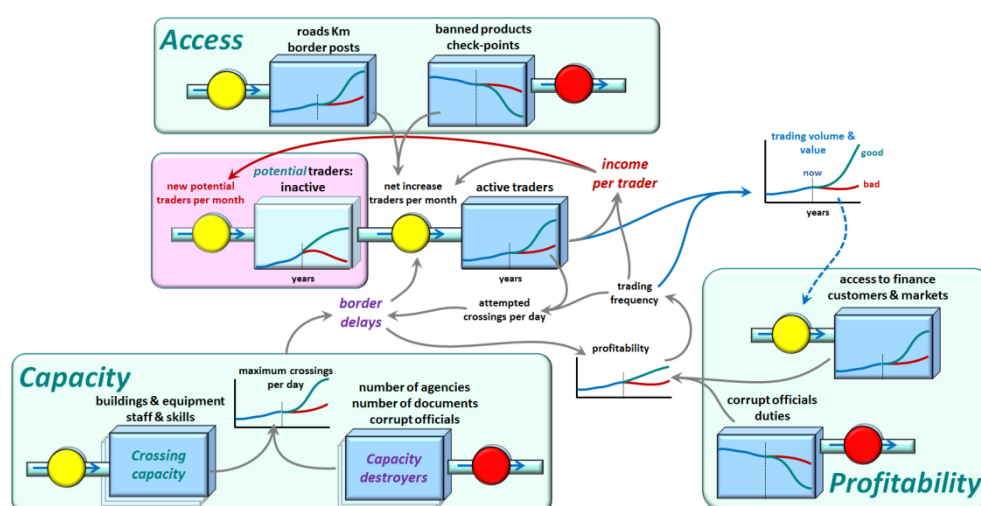 Access
roads Km
border posts
banned products
check-points
potential traders:
inactive
new potential
traders per month
years
net increase
traders per month
active traders
years
income
per trader
trading volume &
value
now
good
bad
years
border
delays
attempted
crossings per day
trading
frequency
profitability
access to finance
customers & markets
corrupt officials
duties
Profitability
Capacity
maximum crossings
per day
buildings & equipment
staff & skills
Crossing
capacity
number of agencies
number of documents
corrupt officials
Capacity
destroyers